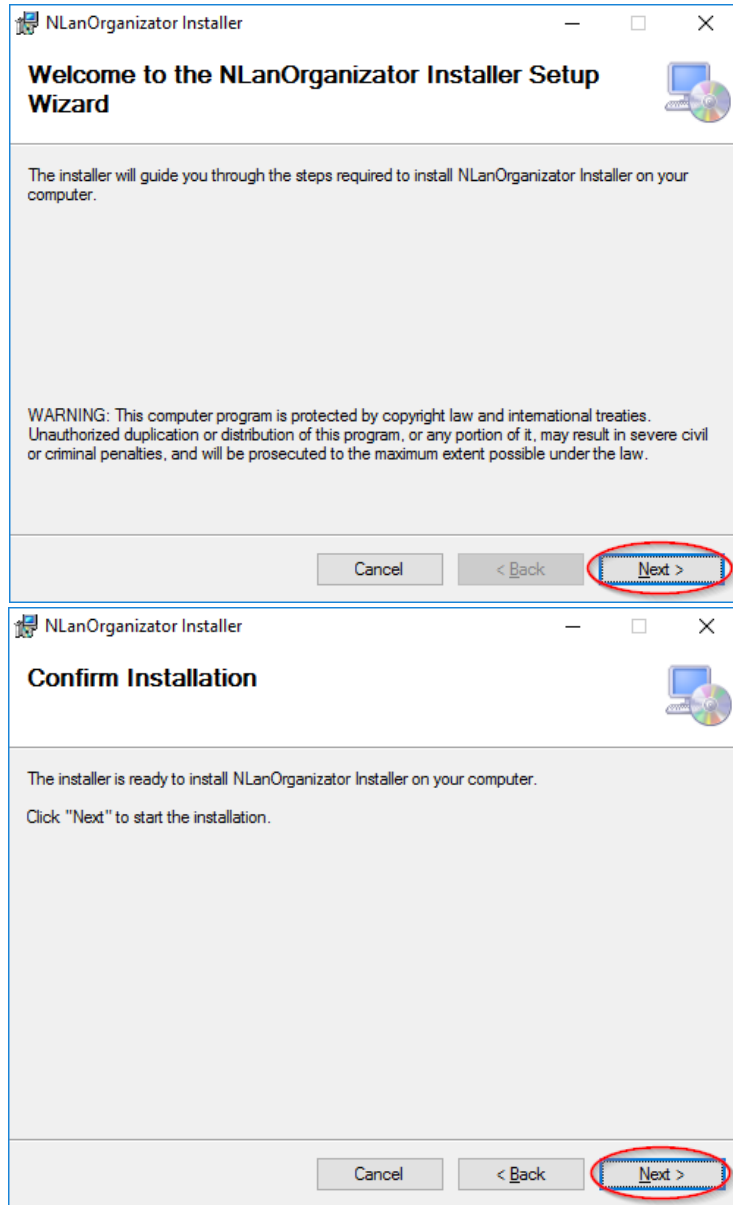 NLanOrganizator Installer
Welcome to the NLanOrganizator Installer Setup
Wizard
The installer will guide you through the steps required to install NLanOrganizator Installer on your
computer.
WARNING: This computer program is protected by copyright law and international treaties.
Unauthorized duplication or distribution of this program, or any portion of it, may result in severe civil
or criminal penalties, and will be prosecuted to the maximum extent possible under the law.
Cancel < Back Next >
NLanOrganizator Installer
Confirm Installation
The installer is ready to install NLanOrganizator Installer on your computer.
Click "Next" to start the installation.
Cancel < Back Next >